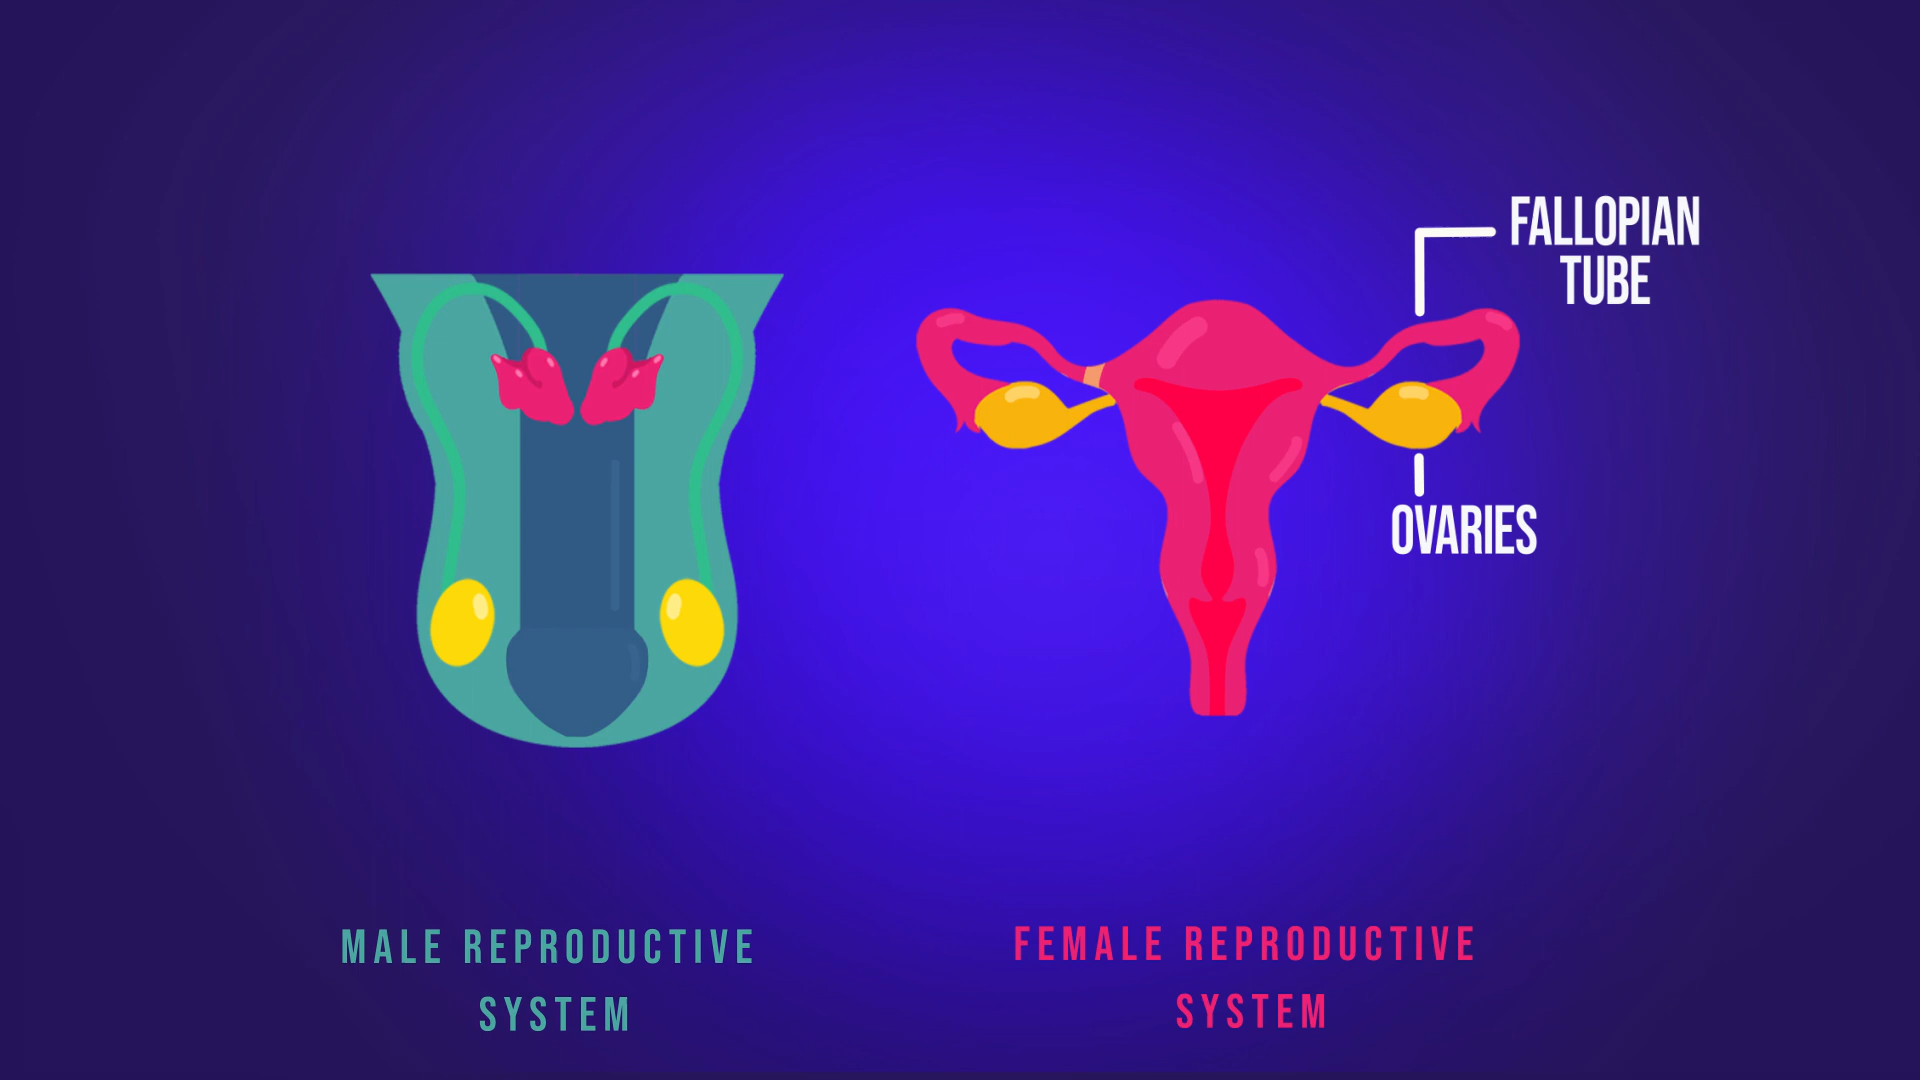 FALLOPIAN
TUBE
OVARIES
MALE REPRODUCTIVE
SYSTEM
FEMALE REPRODUCTIVE
SYSTEM